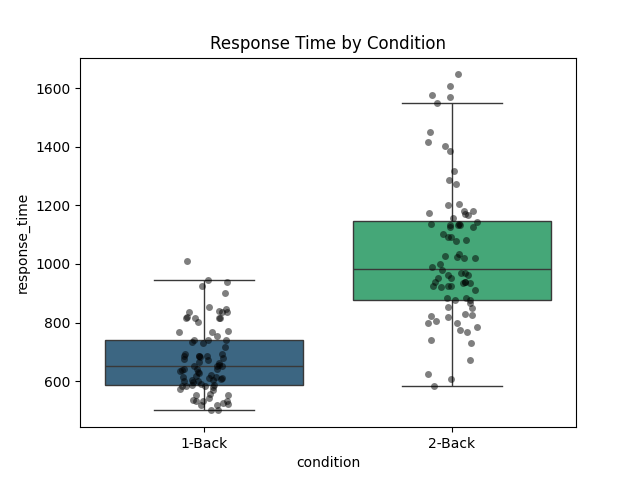 Response Time by Condition
1600
1400
1200
1000
800
600
response_time
1-Back
2-Back
condition